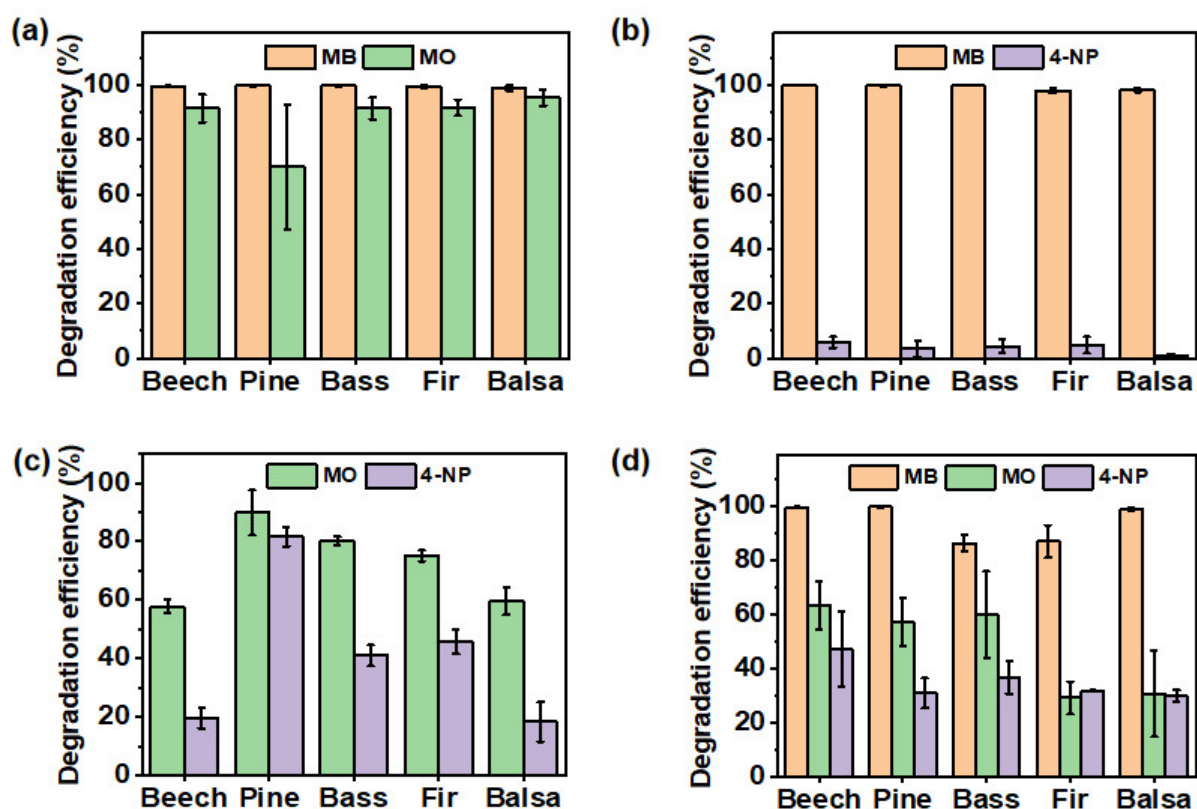 (a)
MB MO
Degradation efficiency (%)
100
80
60
40
20
0
Beech Pine Bass Fir Balsa
(b)
MB 4-NP
Degradation efficiency (%)
100
80
60
40
20
0
Beech Pine Bass Fir Balsa
(c)
MO 4-NP
Degradation efficiency (%)
100
80
60
40
20
0
Beech Pine Bass Fir Balsa
(d)
MB MO 4-NP
Degradation efficiency (%)
100
80
60
40
20
0
Beech Pine Bass Fir Balsa